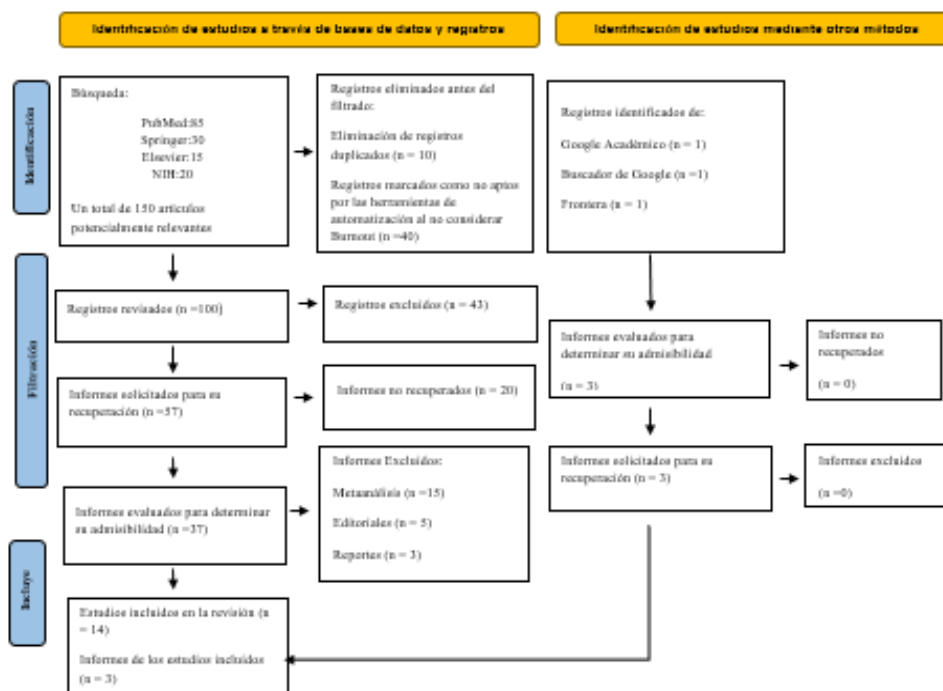 Identificación de estudios a través de bases de datos y registros
Identificación de estudios mediante otros métodos
Identificación
Búsqueda:
PubMed:85
Springer:30
Elsevier:15
NIH:20
Un total de 150 artículos
potencialmente relevantes
Registros eliminados antes del
filtrado:
Eliminación de registros
duplicados (n = 10)
Registros marcados como no aptos
por las herramientas de
automatización al no considerar
Burnout (n =40)
Registros identificados de:
Google Académico (n = 1)
Buscador de Google (n =1)
Frontera (n = 1)
Filtración
Registros revisados (n =100)
Registros excluidos (n = 43)
Informes solicitados para su
recuperación (n =57)
Informes no recuperados (n = 20)
Informes evaluados para determinar
su admisibilidad (n =37)
Informes Excluidos:
Metaanálisis (n =15)
Editoriales (n = 5)
Reportes (n = 3)
Informes evaluados para
determinar su admisibilidad
(n = 3)
Informes no
recuperados
(n = 0)
Informes solicitados para su
recuperación (n = 3)
Informes excluidos
(n =0)
Incluye
Estudios incluidos en la revisión (n
= 14)
Informes de los estudios incluidos
(n = 3)